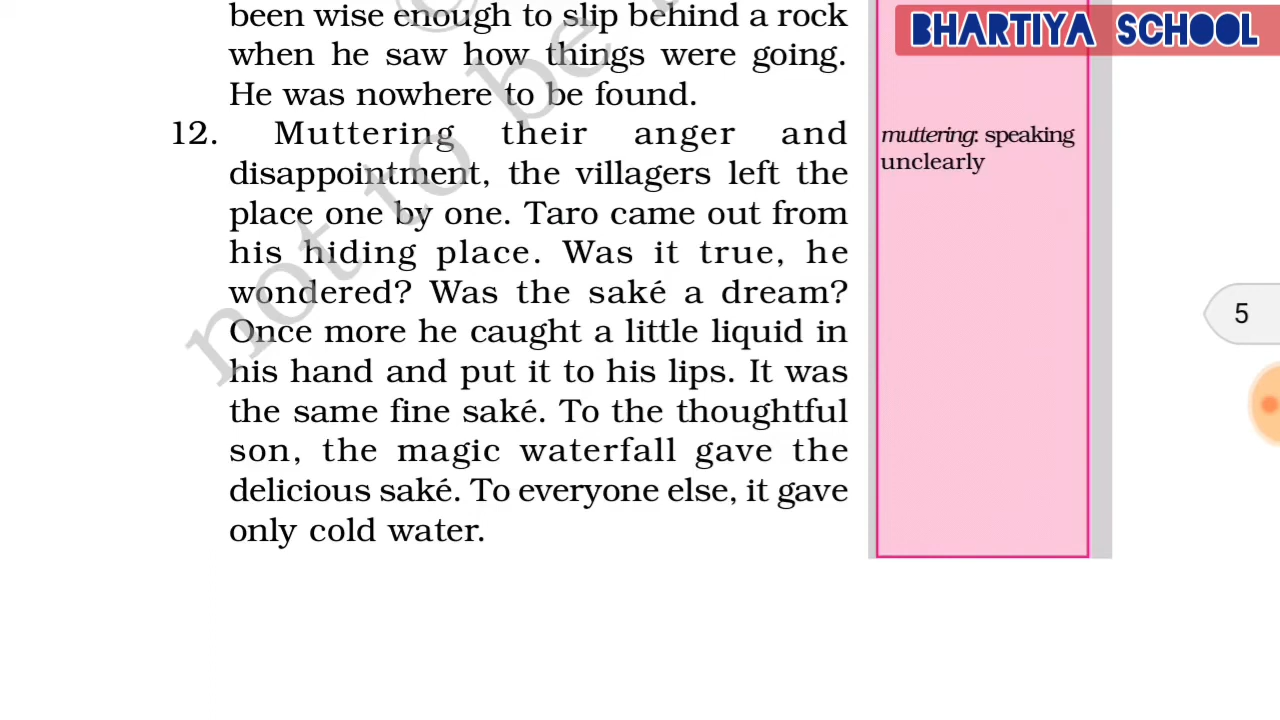 been wise enough to slip behind a rock
when he saw how things were going.
He was nowhere to be found.
12. Muttering their anger and
disappointment, the villagers left the
place one by one. Taro came out from
his hiding place. Was it true, he
wondered? Was the saké a dream?
Once more he caught a little liquid in
his hand and put it to his lips. It was
the same fine saké. To the thoughtful
son, the magic waterfall gave the
delicious saké. To everyone else, it gave
only cold water.
not to be
BHARTIYA SCHOOL
muttering: speaking
unclearly
5